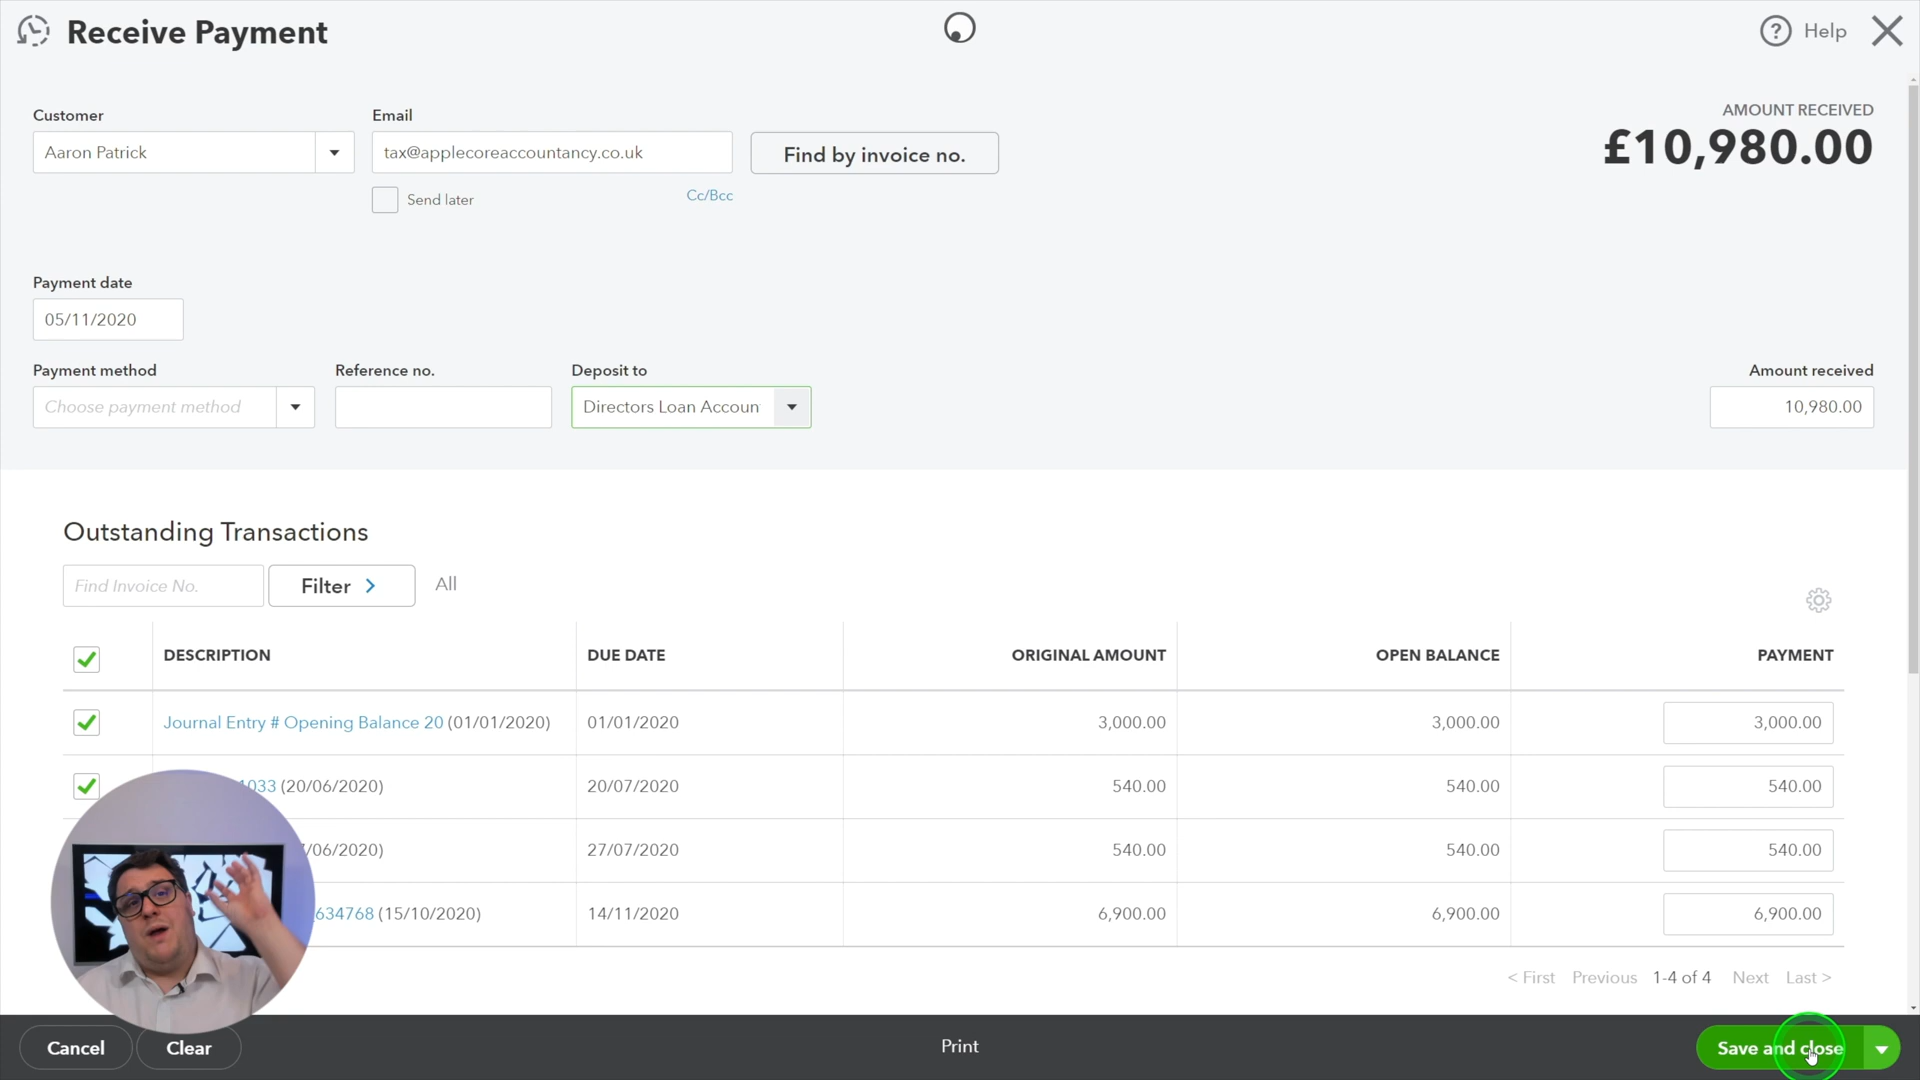 Receive Payment
? Help
Customer
Email
AMOUNT RECEIVED
£10,980.00
Aaron Patrick
tax@applecoreaccountancy.co.uk
Find by invoice no.
Send later
Cc/Bcc
Payment date
05/11/2020
Payment method
Reference no.
Deposit to
Amount received
Choose payment method
Directors Loan Accoun
10,980.00
Outstanding Transactions
Find Invoice No.
Filter >
All
DESCRIPTION DUE DATE ORIGINAL AMOUNT OPEN BALANCE PAYMENT
Journal Entry # Opening Balance 20 (01/01/2020) 01/01/2020 3,000.00 3,000.00 3,000.00
1033 (20/06/2020) 20/07/2020 540.00 540.00 540.00
/06/2020) 27/07/2020 540.00 540.00 540.00
634768 (15/10/2020) 14/11/2020 6,900.00 6,900.00 6,900.00
< First Previous 1-4 of 4 Next Last >
Cancel
Clear
Print
Save and close